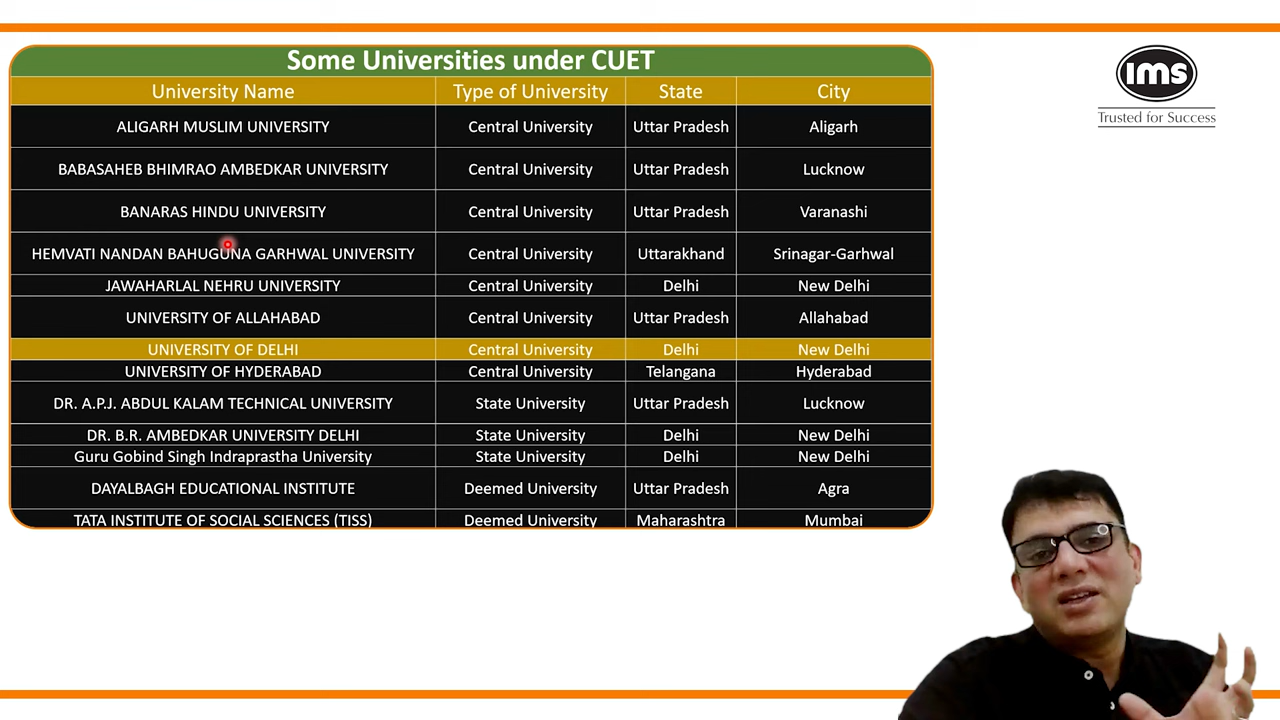 Some Universities under CUET
University Name Type of University State City
ALIGARH MUSLIM UNIVERSITY Central University Uttar Pradesh Aligarh
BABASAHEB BHIMRAO AMBEDKAR UNIVERSITY Central University Uttar Pradesh Lucknow
BANARAS HINDU UNIVERSITY Central University Uttar Pradesh Varanashi
HEMVATI NANDAN BAHUGUNA GARHWAL UNIVERSITY Central University Uttarakhand Srinagar-Garhwal
JAWAHARLAL NEHRU UNIVERSITY Central University Delhi New Delhi
UNIVERSITY OF ALLAHABAD Central University Uttar Pradesh Allahabad
UNIVERSITY OF DELHI Central University Delhi New Delhi
UNIVERSITY OF HYDERABAD Central University Telangana Hyderabad
DR. A.P.J. ABDUL KALAM TECHNICAL UNIVERSITY State University Uttar Pradesh Lucknow
DR. B.R. AMBEDKAR UNIVERSITY DELHI State University Delhi New Delhi
Guru Gobind Singh Indraprastha University State University Delhi New Delhi
DAYALBAGH EDUCATIONAL INSTITUTE Deemed University Uttar Pradesh Agra
TATA INSTITUTE OF SOCIAL SCIENCES (TISS) Deemed University Maharashtra Mumbai
ims
Trusted for Success